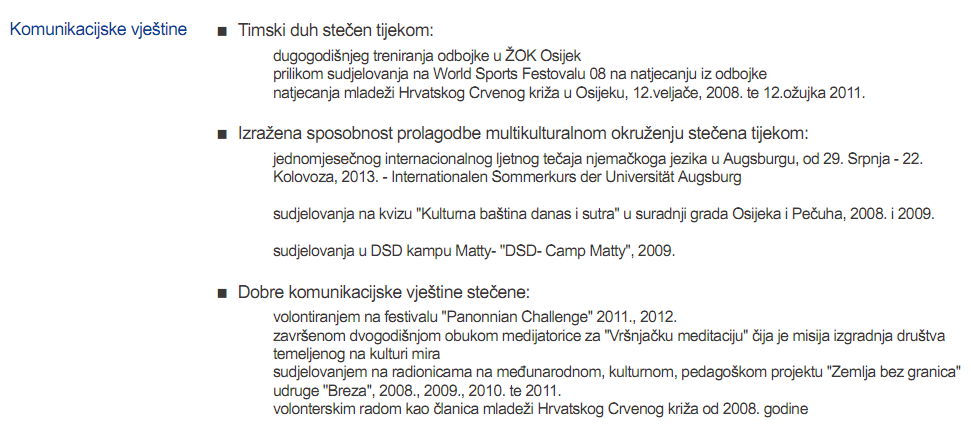 Komunikacijske vještine
■ Timski duh stečen tijekom:
dugogodišnjeg treniranja odbojke u ŽOK Osijek
prilikom sudjelovanja na World Sports Festovalu 08 na natjecanju iz odbojke
natjecanja mladeži Hrvatskog Crvenog križa u Osijeku, 12.veljače, 2008. te 12.ožujka 2011.
■ Izražena sposobnost prolagodbe multikulturalnom okruženju stečena tijekom:
jednomjesečnog internacionalnog ljetnog tečaja njemačkoga jezika u Augsburgu, od 29. Srpnja - 22.
Kolovoza, 2013. - Internationalen Sommerkurs der Universität Augsburg
sudjelovanja na kvizu "Kulturna baština danas i sutra" u suradnji grada Osijeka i Pečuha, 2008. i 2009.
sudjelovanja u DSD kampu Matty- "DSD- Camp Matty", 2009.
■ Dobre komunikacijske vještine stečene:
volontiranjem na festivalu "Panonnian Challenge" 2011., 2012.
završenom dvogodišnjom obukom medijatorice za "Vršnjačku meditaciju" čija je misija izgradnja društva
temeljenog na kulturi mira
sudjelovanjem na radionicama na međunarodnom, kulturnom, pedagoškom projektu "Zemlja bez granica"
udruge "Breza", 2008., 2009., 2010. te 2011.
volonterskim radom kao članica mladeži Hrvatskog Crvenog križa od 2008. godine